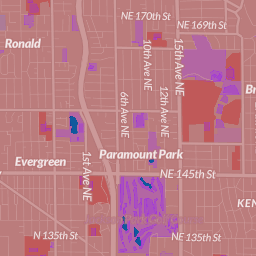 NE 170th St
NE 169th St
Ronald
10th Ave NE
15th Ave NE
Br
6th Ave NE
12th Ave NE
Paramount Park
Evergreen
1st Ave NE
NE 145th St
KEN
N 135th St
NE 135th St